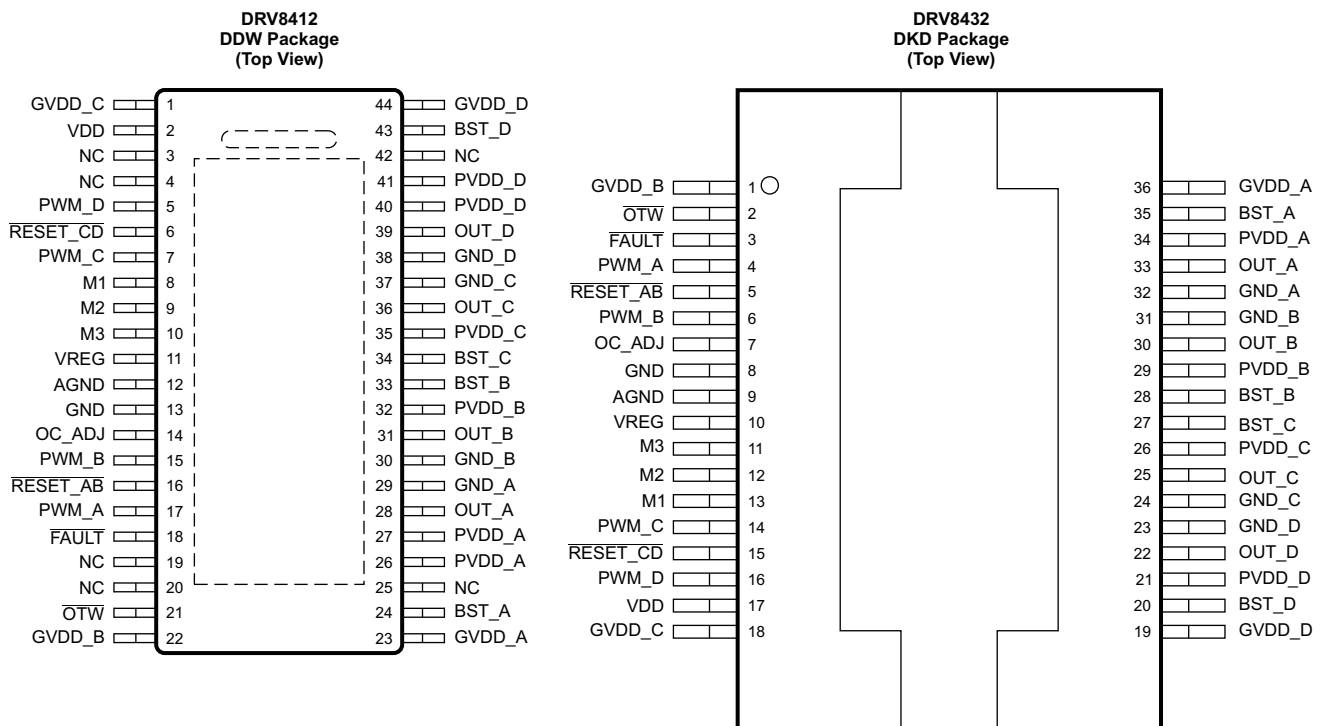 DRV8412
DDW Package
(Top View)
GVDD_C 1
VDD 2
NC 3
NC 4
PWM_D 5
RESET_CD 6
PWM_C 7
M1 8
M2 9
M3 10
VREG 11
AGND 12
GND 13
OC_ADJ 14
PWM_B 15
RESET_AB 16
PWM_A 17
FAULT 18
NC 19
NC 20
OTW 21
GVDD_B 22
44 GVDD_D
43 BST_D
42 NC
41 PVDD_D
40 PVDD_D
39 OUT_D
38 GND_D
37 GND_C
36 OUT_C
35 PVDD_C
34 BST_C
33 BST_B
32 PVDD_B
31 OUT_B
30 GND_B
29 GND_A
28 OUT_A
27 PVDD_A
26 PVDD_A
25 NC
24 BST_A
23 GVDD_A
DRV8432
DKD Package
(Top View)
GVDD_B 1
OTW 2
FAULT 3
PWM_A 4
RESET_AB 5
PWM_B 6
OC_ADJ 7
GND 8
AGND 9
VREG 10
M3 11
M2 12
M1 13
PWM_C 14
RESET_CD 15
PWM_D 16
VDD 17
GVDD_C 18
36 GVDD_A
35 BST_A
34 PVDD_A
33 OUT_A
32 GND_A
31 GND_B
30 OUT_B
29 PVDD_B
28 BST_B
27 BST_C
26 PVDD_C
25 OUT_C
24 GND_C
23 GND_D
22 OUT_D
21 PVDD_D
20 BST_D
19 GVDD_D